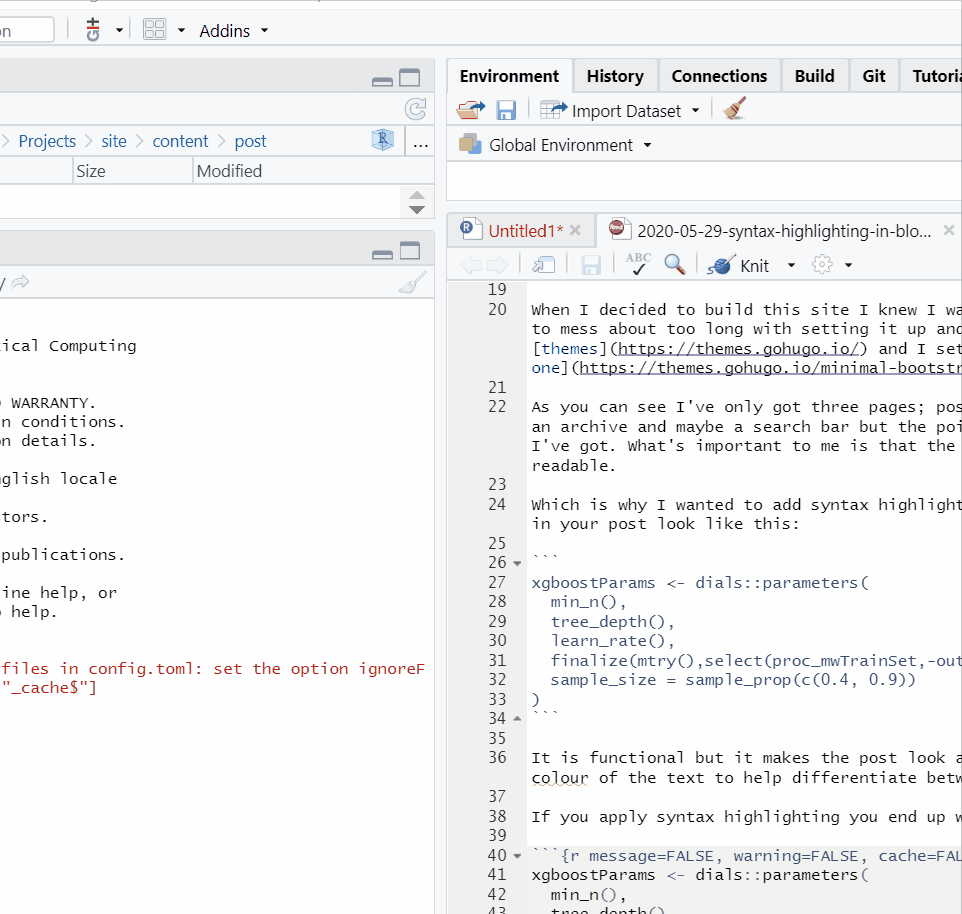 Addins
Projects
site
content
post
...
Size
Modified
ical Computing
WARRANTY.
n conditions.
n details.
glish locale
tors.
publications.
ine help, or
help.
files in config.toml: set the option ignoreF
"_cache$"]
Environment
History
Connections
Build
Git
Tutori
Import Dataset
Global Environment
Untitled1*
2020-05-29-syntax-highlighting-in-blo...
ABC
Knit
19
20 When I decided to build this site I knew I wa
to mess about too long with setting it up and
[themes](https://themes.gohugo.io/) and I set
one](https://themes.gohugo.io/minimal-bootstr
21
22 As you can see I've only got three pages; pos
an archive and maybe a search bar but the poi
I've got. What's important to me is that the
readable.
23
24 Which is why I wanted to add syntax highlight
in your post look like this:
25
26 ```
27 xgboostParams <- dials::parameters(
28 min_n(),
29 tree_depth(),
30 learn_rate(),
31 finalize(mtry(),select(proc_mwTrainSet,-out
32 sample_size = sample_prop(c(0.4, 0.9))
33 )
34 ```
35
36 It is functional but it makes the post look a
colour of the text to help differentiate betw
37
38 If you apply syntax highlighting you end up w
39
40 ```{r message=FALSE, warning=FALSE, cache=FAL
41 xgboostParams <- dials::parameters(
42 min_n(),
43 tree_depth()